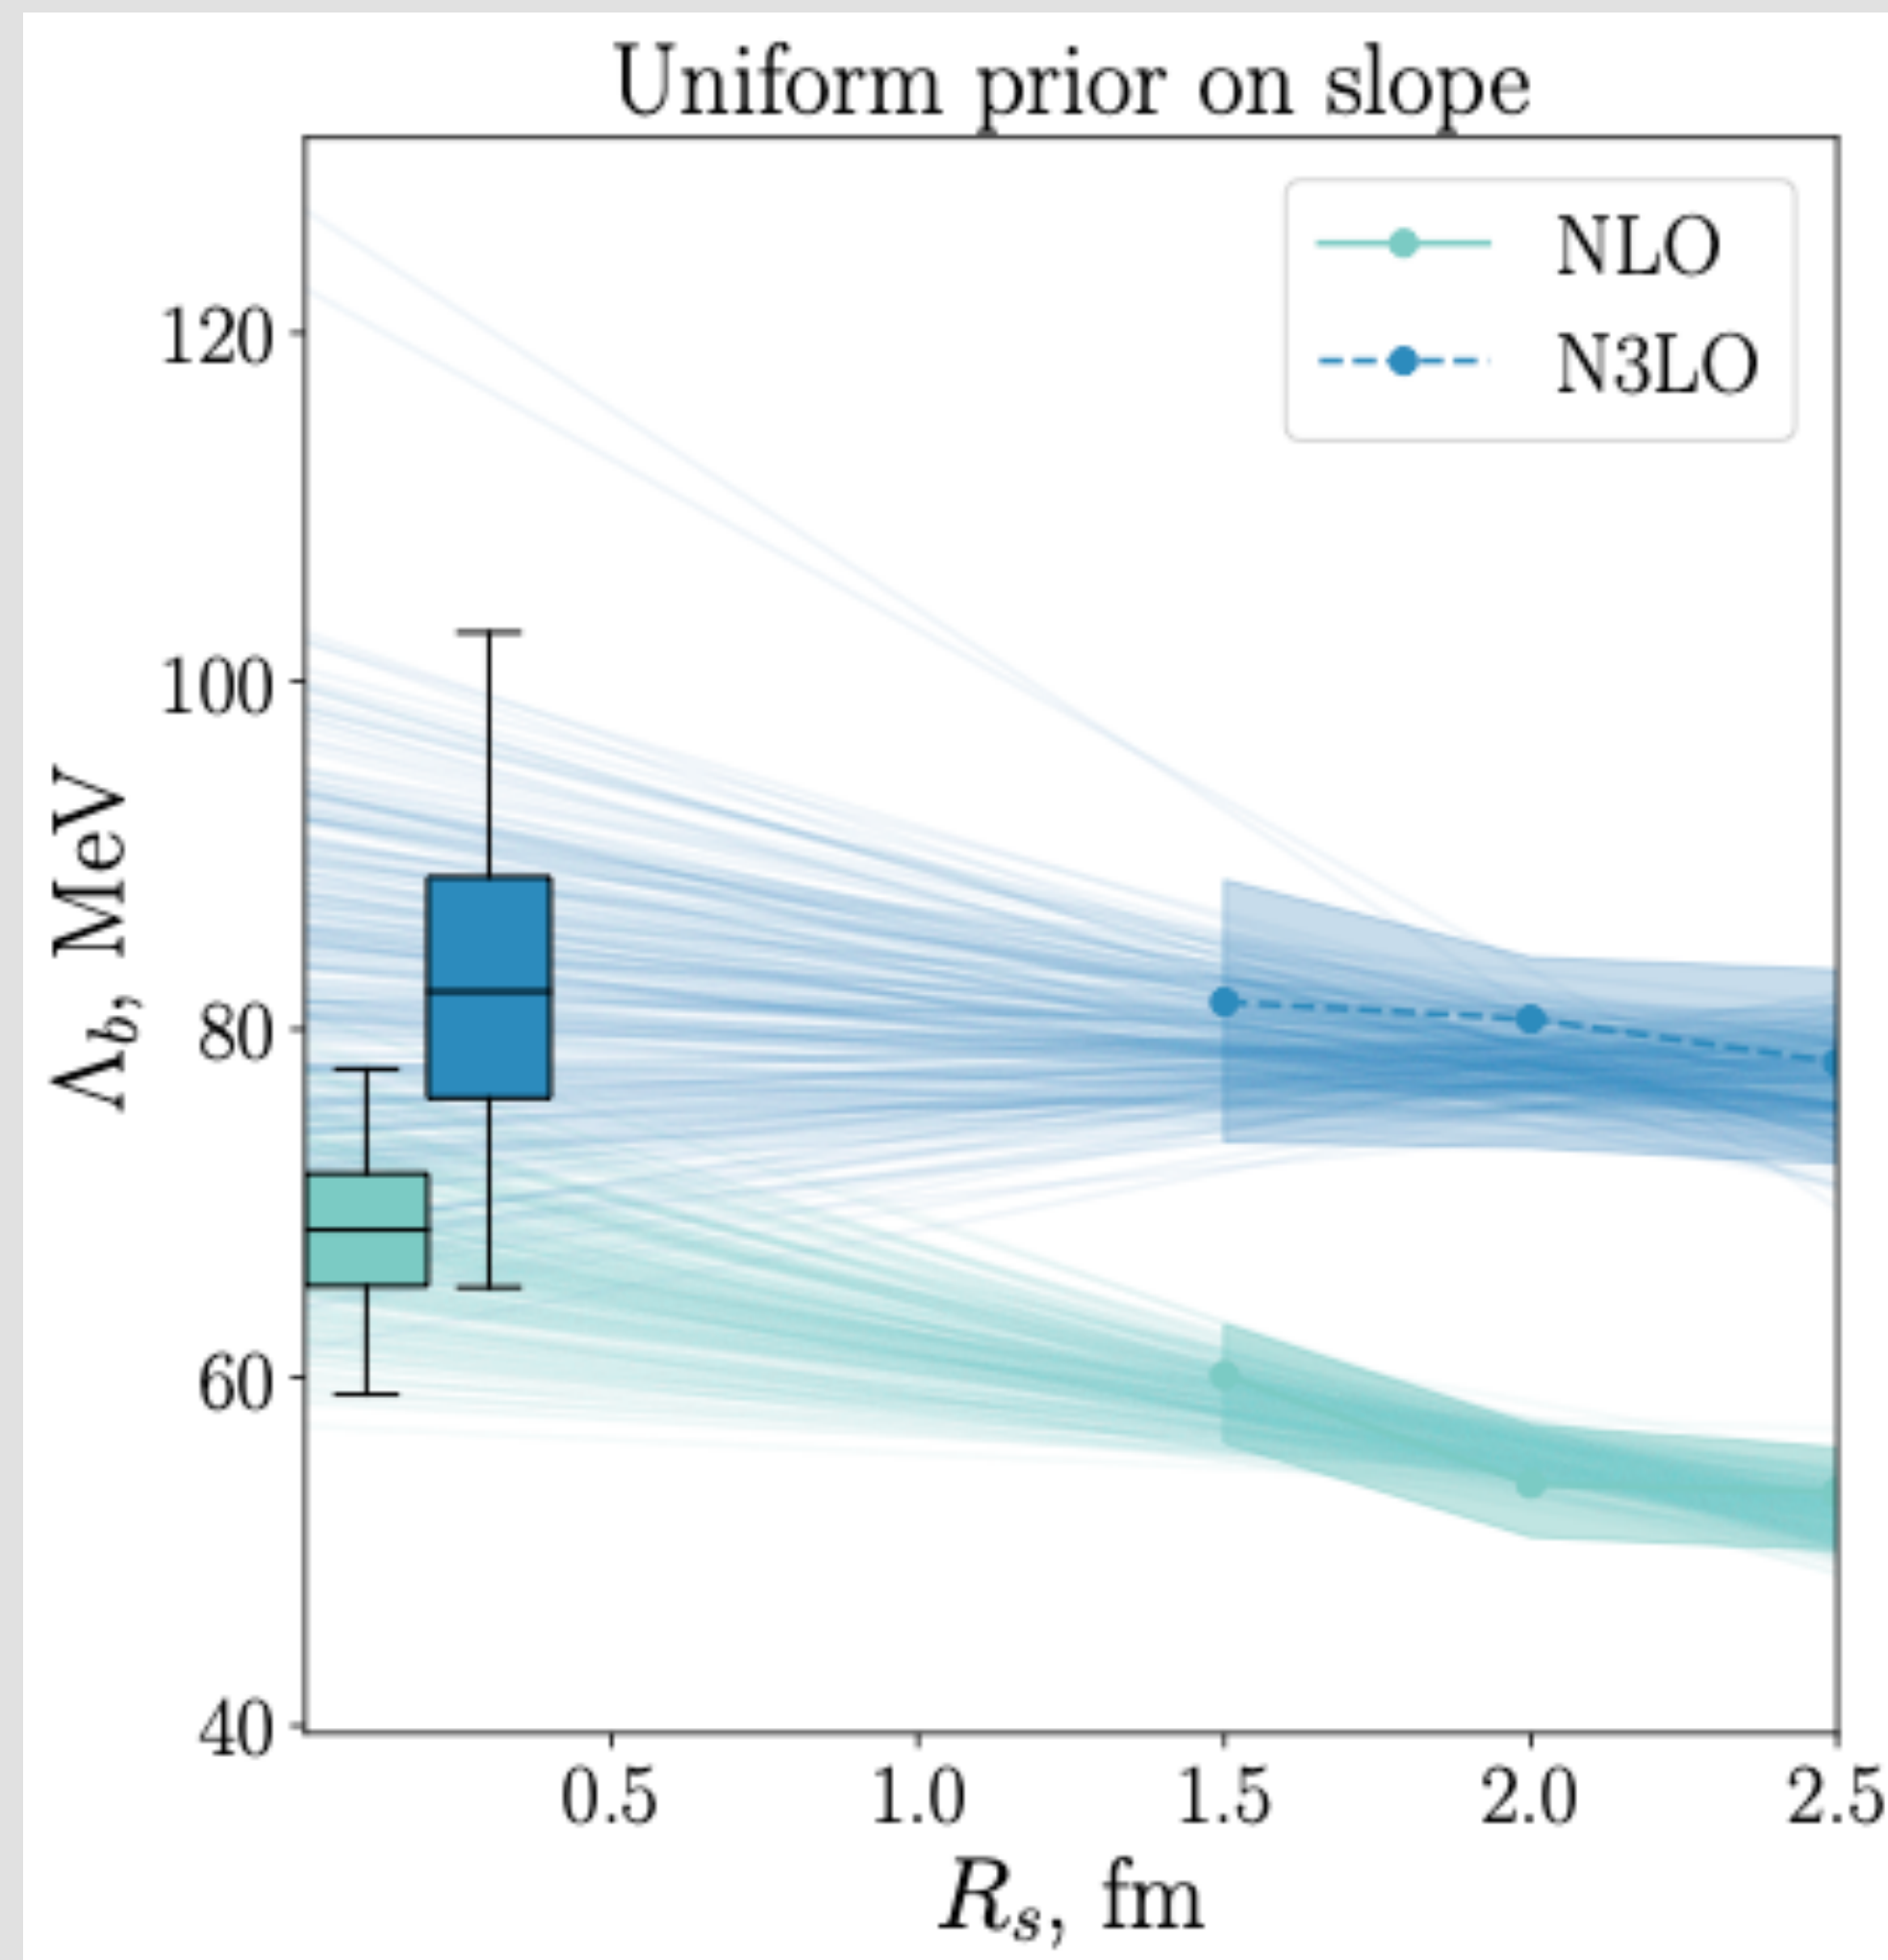 Uniform prior on slope
NLO
N3LO
120
100
80
60
40
Λb, MeV
0.5 1.0 1.5 2.0 2.5
Rs, fm